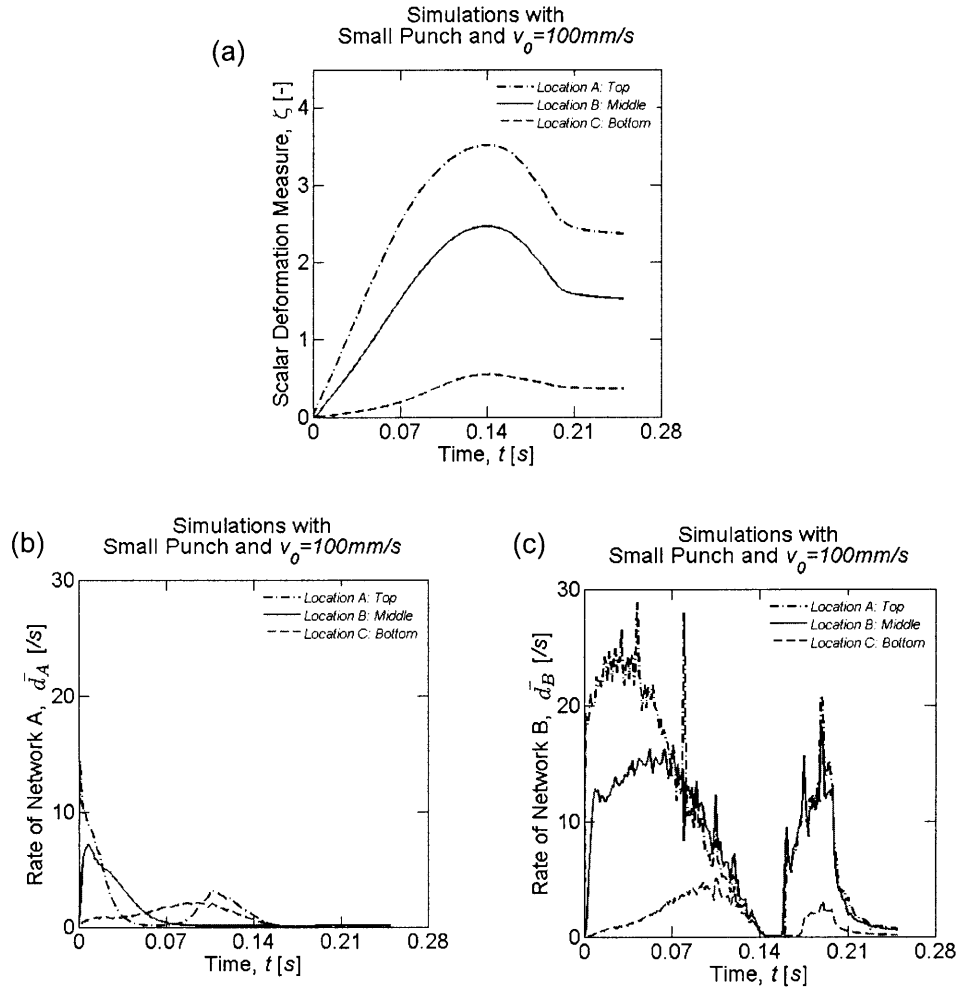 Simulations with
Small Punch and v₀=100mm/s
(a)
Location A: Top
Location B: Middle
Location C: Bottom
Scalar Deformation Measure, ζ, [-]
4
3
2
1
0
0 0.07 0.14 0.21 0.28
Time, t [s]
(b)
Simulations with
Small Punch and v₀=100mm/s
Location A: Top
Location B: Middle
Location C: Bottom
Rate of Network A, d̄_A [/s]
30
20
10
0
0 0.07 0.14 0.21 0.28
Time, t [s]
(c)
Simulations with
Small Punch and v₀=100mm/s
Location A: Top
Location B: Middle
Location C: Bottom
Rate of Network B, d̄_B [/s]
30
20
10
0
0 0.07 0.14 0.21 0.28
Time, t [s]